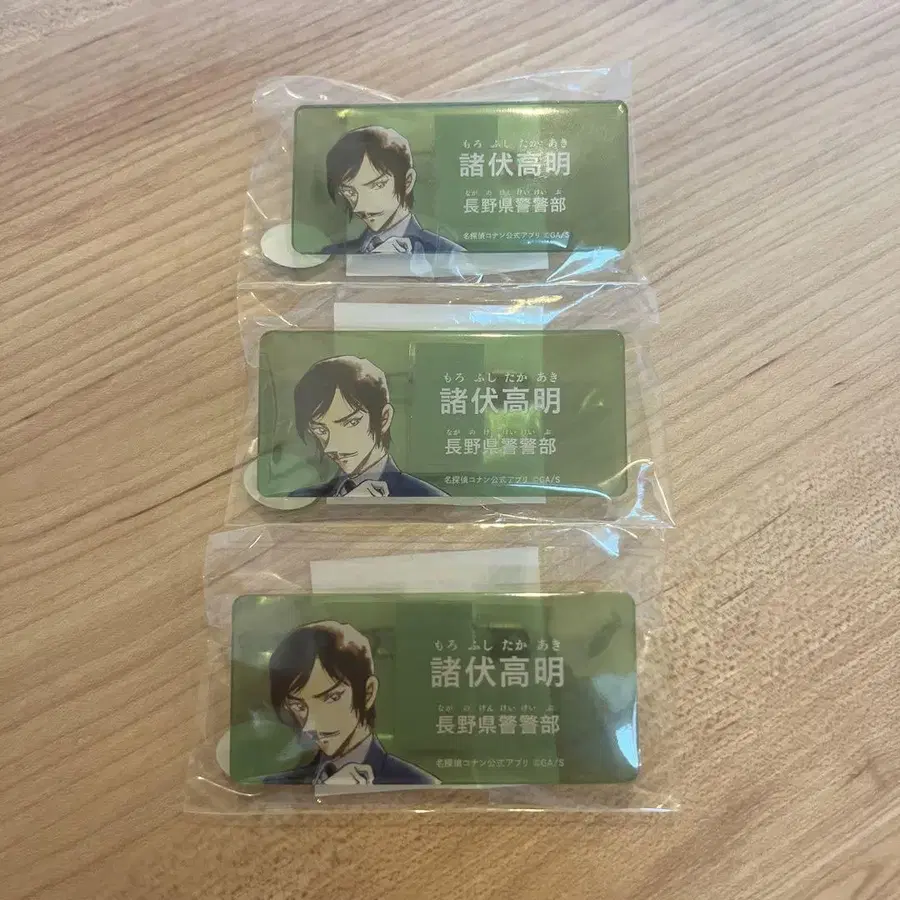 もろ ふし たか あき
諸伏高明
ながのけんけいけいぶ
長野県警警部
名探偵コナン公式アプリ ©GA/S
もろ ふし たか あき
諸伏高明
ながのけんけいけいぶ
長野県警警部
名探偵コナン公式アプリ ©GA/S
もろ ふし たか あき
諸伏高明
ながのけんけいけいぶ
長野県警警部
名探偵コナン公式アプリ ©GA/S